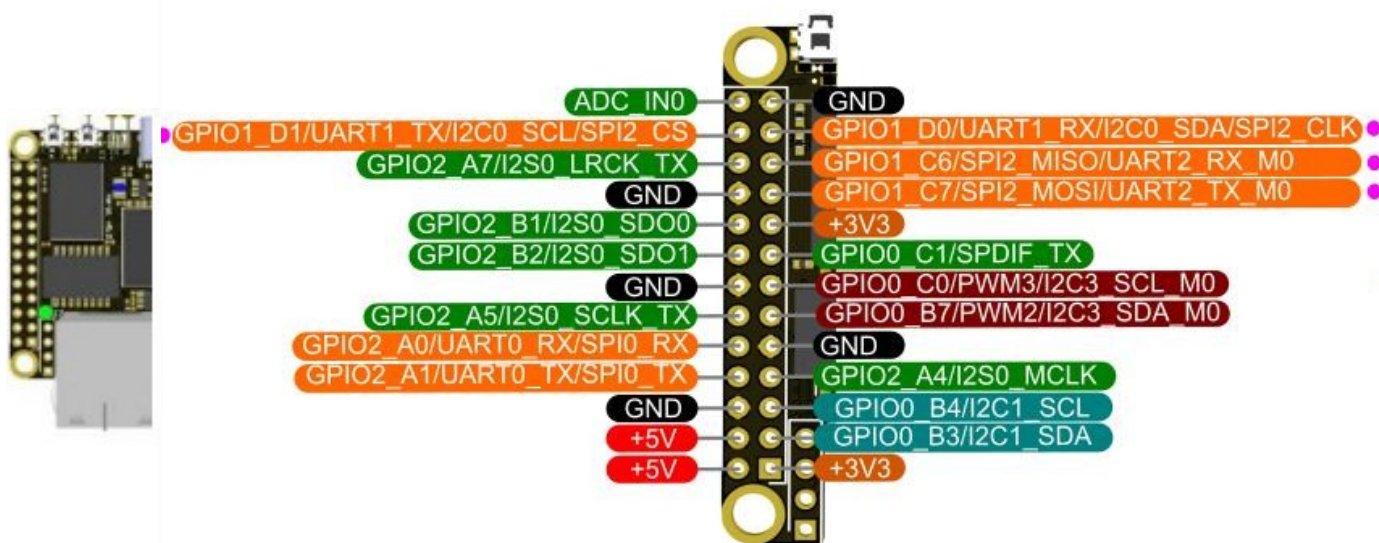 ADC_IN0 GND
GPIO1_D1/UART1_TX/I2C0_SCL/SPI2_CS GPIO1_D0/UART1_RX/I2C0_SDA/SPI2_CLK
GPIO2_A7/I2S0_LRCK_TX GPIO1_C6/SPI2_MISO/UART2_RX_M0
GND GPIO1_C7/SPI2_MOSI/UART2_TX_M0
GPIO2_B1/I2S0_SDO0 +3V3
GPIO2_B2/I2S0_SDO1 GPIO0_C1/SPDIF_TX
GND GPIO0_C0/PWM3/I2C3_SCL_M0
GPIO2_A5/I2S0_SCLK_TX GPIO0_B7/PWM2/I2C3_SDA_M0
GPIO2_A0/UART0_RX/SPI0_RX GND
GPIO2_A1/UART0_TX/SPI0_TX GPIO2_A4/I2S0_MCLK
GND GPIO0_B4/I2C1_SCL
+5V GPIO0_B3/I2C1_SDA
+5V +3V3